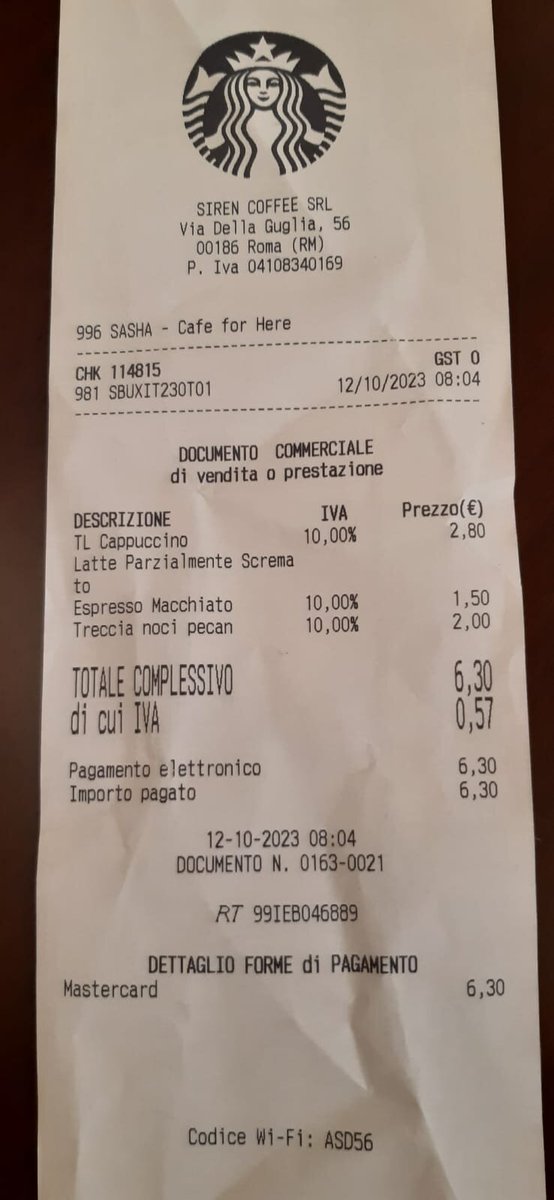 SIREN COFFEE SRL
Via Della Guglia, 56
00186 Roma (RM)
P. Iva 04108340169
996 SASHA - Cafe for Here
CHK 114815 GST 0
981 SBUXIT230T01 12/10/2023 08:04
DOCUMENTO COMMERCIALE
di vendita o prestazione
DESCRIZIONE IVA Prezzo(€)
TL Cappuccino 10,00% 2,80
Latte Parzialmente Screma
to
Espresso Macchiato 10,00% 1,50
Treccia noci pecan 10,00% 2,00
TOTALE COMPLESSIVO 6,30
di cui IVA 0,57
Pagamento elettronico 6,30
Importo pagato 6,30
12-10-2023 08:04
DOCUMENTO N. 0163-0021
RT 99IEB046889
DETTAGLIO FORME di PAGAMENTO
Mastercard 6,30
Codice Wi-Fi: ASD56